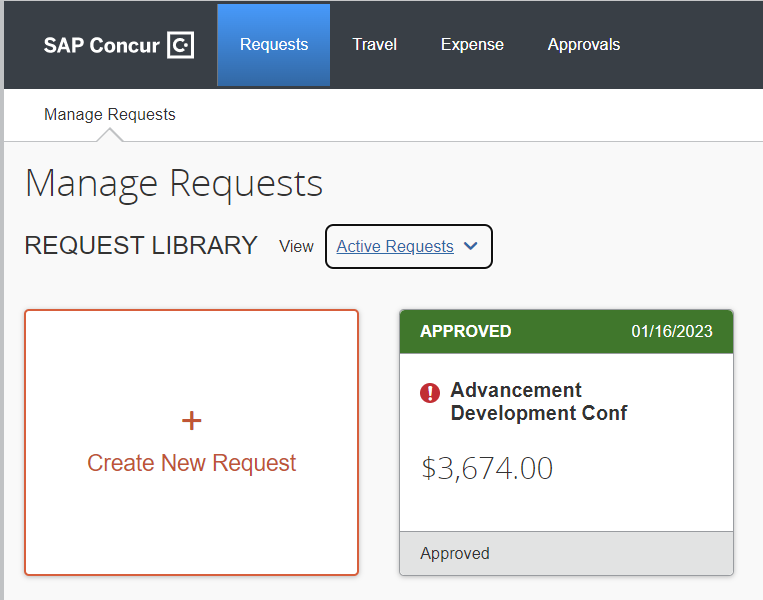 SAP Concur C Requests Travel Expense Approvals
Manage Requests
Manage Requests
REQUEST LIBRARY View Active Requests
APPROVED 01/16/2023
! Advancement
Development Conf
$3,674.00
+
Create New Request
Approved